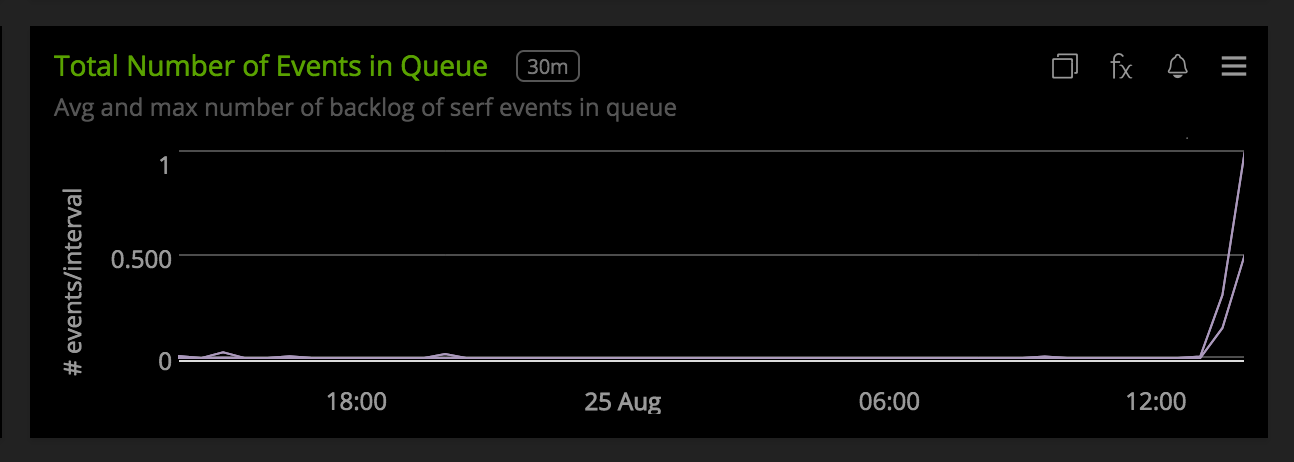 Total Number of Events in Queue 30m fx
Avg and max number of backlog of serf events in queue
# events/interval
1
0.500
0
18:00 25 Aug 06:00 12:00